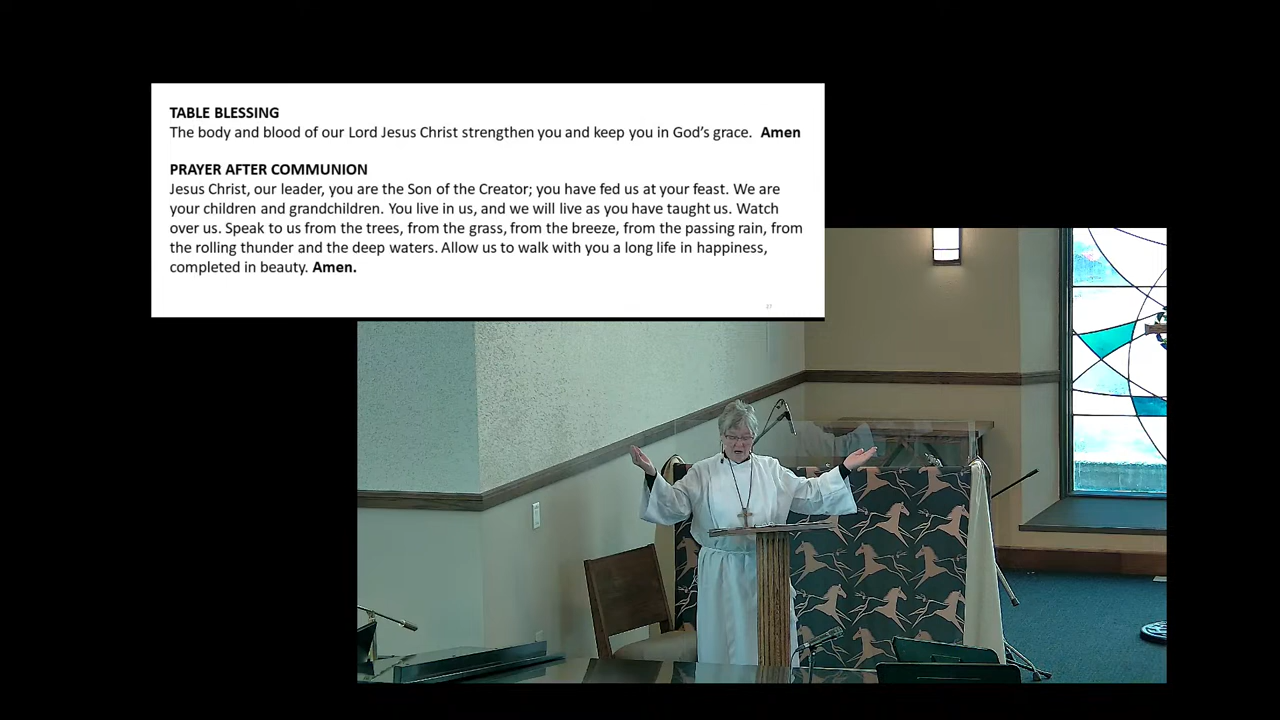 TABLE BLESSING
The body and blood of our Lord Jesus Christ strengthen you and keep you in God’s grace. Amen
PRAYER AFTER COMMUNION
Jesus Christ, our leader, you are the Son of the Creator; you have fed us at your feast. We are
your children and grandchildren. You live in us, and we will live as you have taught us. Watch
over us. Speak to us from the trees, from the grass, from the breeze, from the passing rain, from
the rolling thunder and the deep waters. Allow us to walk with you a long life in happiness,
completed in beauty. Amen.
27